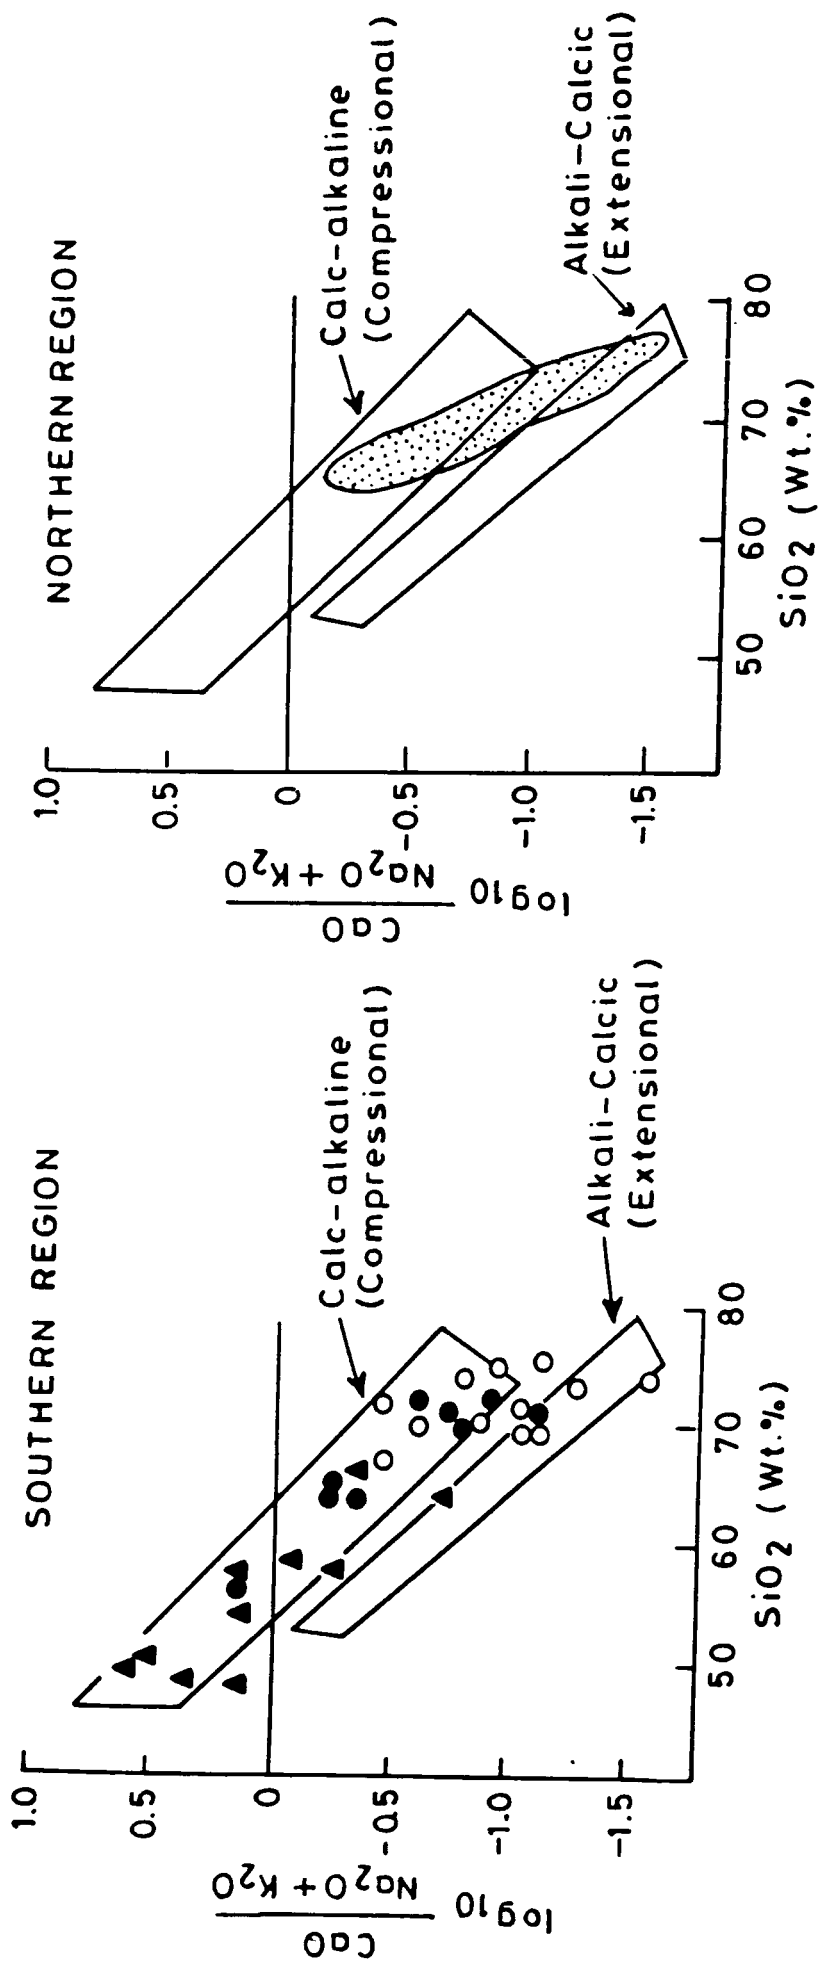 SOUTHERN REGION
1.0
0.5
0
-0.5
-1.0
-1.5
log10 CaO
Na2O + K2O
Calc-alkaline
(Compressional)
Alkali-Calcic
(Extensional)
50
60
70
80
SiO2 (Wt.%)
NORTHERN REGION
1.0
0.5
0
-0.5
-1.0
-1.5
log10 CaO
Na2O + K2O
Calc-alkaline
(Compressional)
Alkali-Calcic
(Extensional)
50
60
70
80
SiO2 (Wt.%)